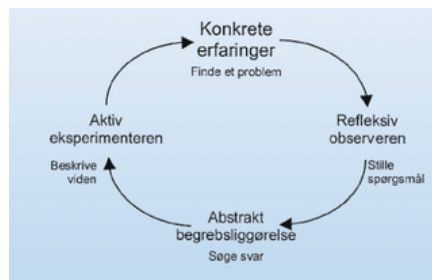 Konkrete
erfaringer
Finde et problem
Refleksiv
observeren
Stille
spørgsmål
Abstrakt
begrebsliggørelse
Søge svar
Aktiv
eksperimenteren
Beskrive
viden